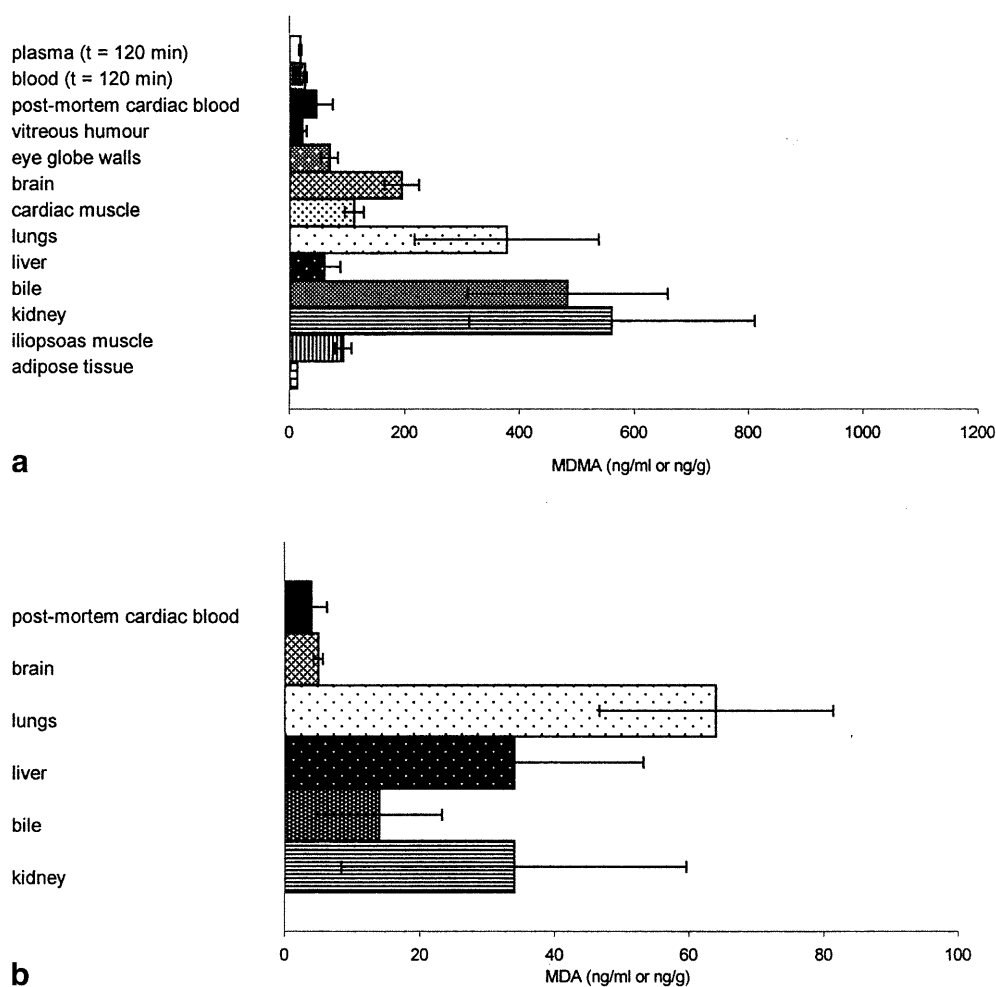 plasma (t = 120 min)
blood (t = 120 min)
post-mortem cardiac blood
vitreous humour
eye globe walls
brain
cardiac muscle
lungs
liver
bile
kidney
iliopsoas muscle
adipose tissue
0 200 400 600 800 1000 1200
MDMA (ng/ml or ng/g)
a
post-mortem cardiac blood
brain
lungs
liver
bile
kidney
0 20 40 60 80 100
MDA (ng/ml or ng/g)
b